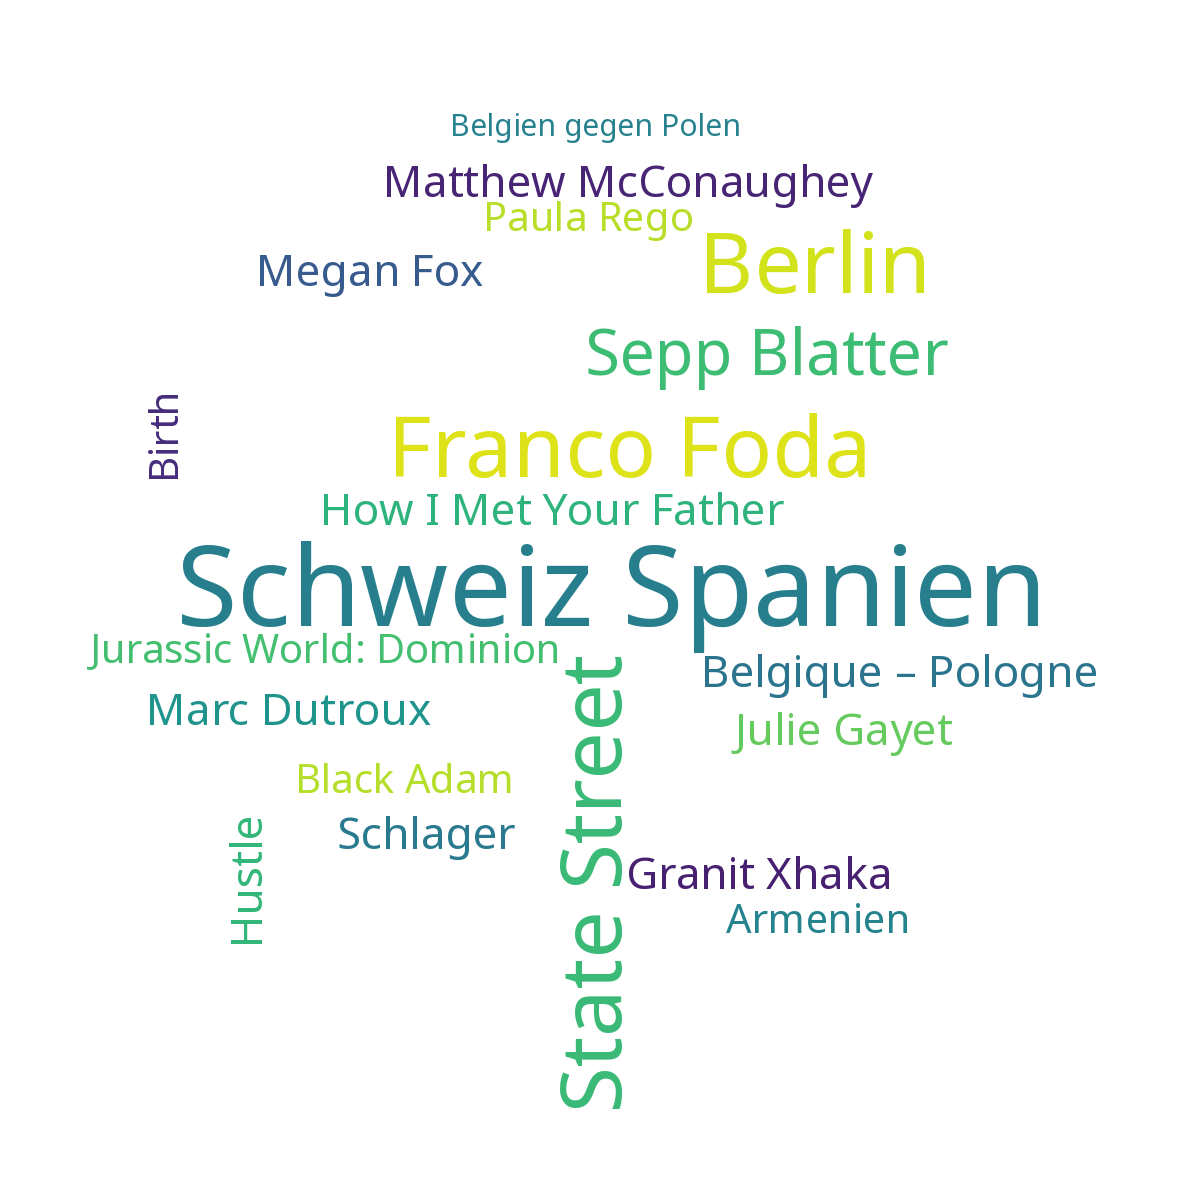 Belgien gegen Polen
Matthew McConaughey
Paula Rego
Berlin
Megan Fox
Sepp Blatter
Birth
Franco Foda
How I Met Your Father
Schweiz Spanien
Jurassic World: Dominion
Belgique – Pologne
Marc Dutroux
Julie Gayet
State Street
Black Adam
Schlager
Hustle
Granit Xhaka
Armenien